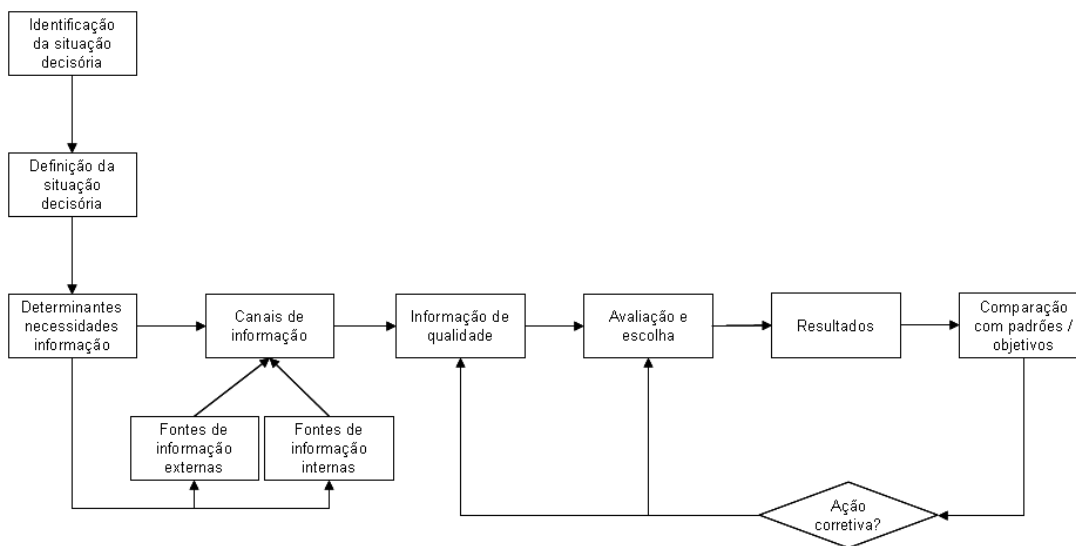 Identificação
da situação
decisória
Definição da
situação
decisória
Determinantes
necessidades
informação
Canais de
informação
Informação de
qualidade
Avaliação e
escolha
Resultados
Comparação
com padrões /
objetivos
Fontes de
informação
externas
Fontes de
informação
internas
Ação
corretiva?